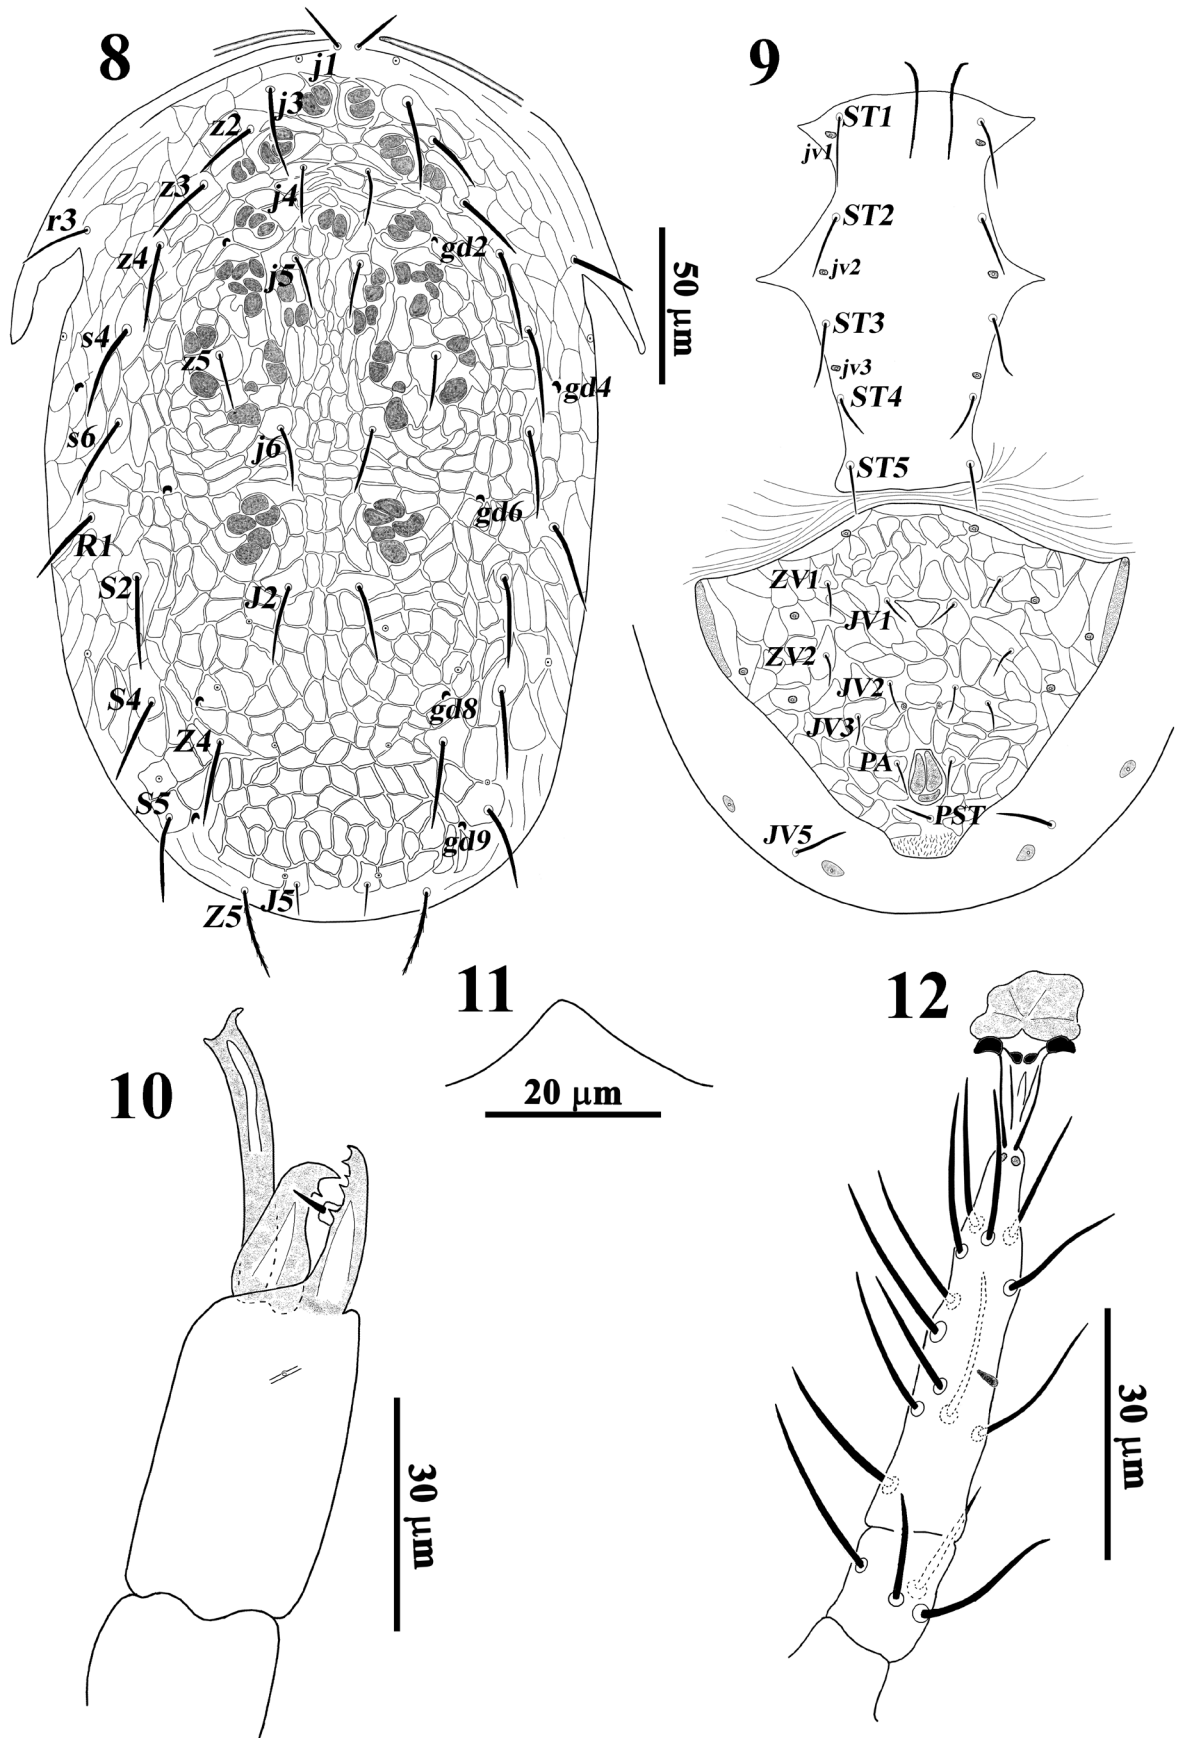 8
j1
j3
z2
z3
j4
r3
z4
gd2
j5
s4
z5
gd4
s6
j6
gd6
R1
S2
J2
S4
gd8
Z4
S5
gd9
J5
Z5
50 μm
9
ST1
jv1
ST2
jv2
ST3
jv3
ST4
ST5
ZV1
JV1
ZV2
JV2
JV3
PA
PST
JV5
10
30 μm
11
20 μm
12
30 μm